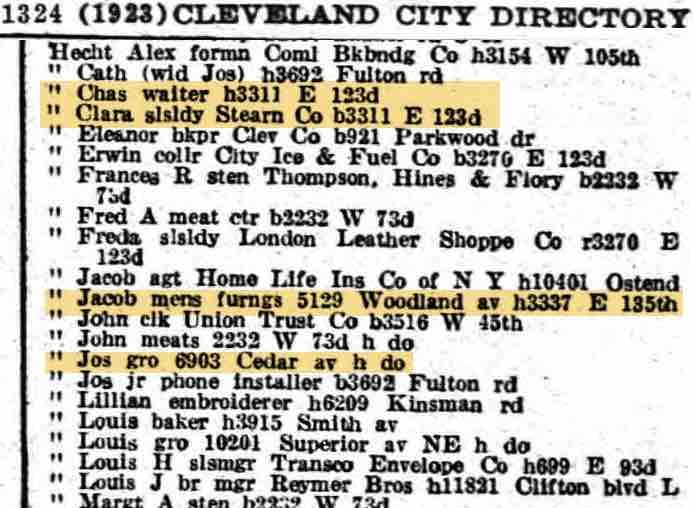 1324 (1923) CLEVELAND CITY DIRECTORY
Hecht Alex formn Coml Bkbndg Co h3154 W 105th
" Cath (wid Jos) h3692 Fulton rd
" Chas waiter h3311 E 123d
" Clara slsldy Stearn Co b3311 E 123d
" Eleanor bkpr Clev Co b921 Parkwood dr
" Erwin collr City Ice & Fuel Co b3270 E 123d
" Frances R sten Thompson, Hines & Flory b2232 W
73d
" Fred A meat ctr b2232 W 73d
" Freda slsldy London Leather Shoppe Co r3270 E
123d
" Jacob agt Home Life Ins Co of N Y h10401 Ostend
" Jacob mens furngs 5129 Woodland av h3337 E 135th
" John clk Union Trust Co b3516 W 45th
" John meats 2232 W 73d h do
" Jos gro 6903 Cedar av h do
" Jos jr phone installer b3692 Fulton rd
" Lillian embroiderer h6209 Kinsman rd
" Louis baker h3915 Smith av
" Louis gro 10201 Superior av NE h do
" Louis H slsmgr Transco Envelope Co h699 E 93d
" Louis J br mgr Reymer Bros h11821 Clifton blvd L
" Margt A sten b2232 W 73d